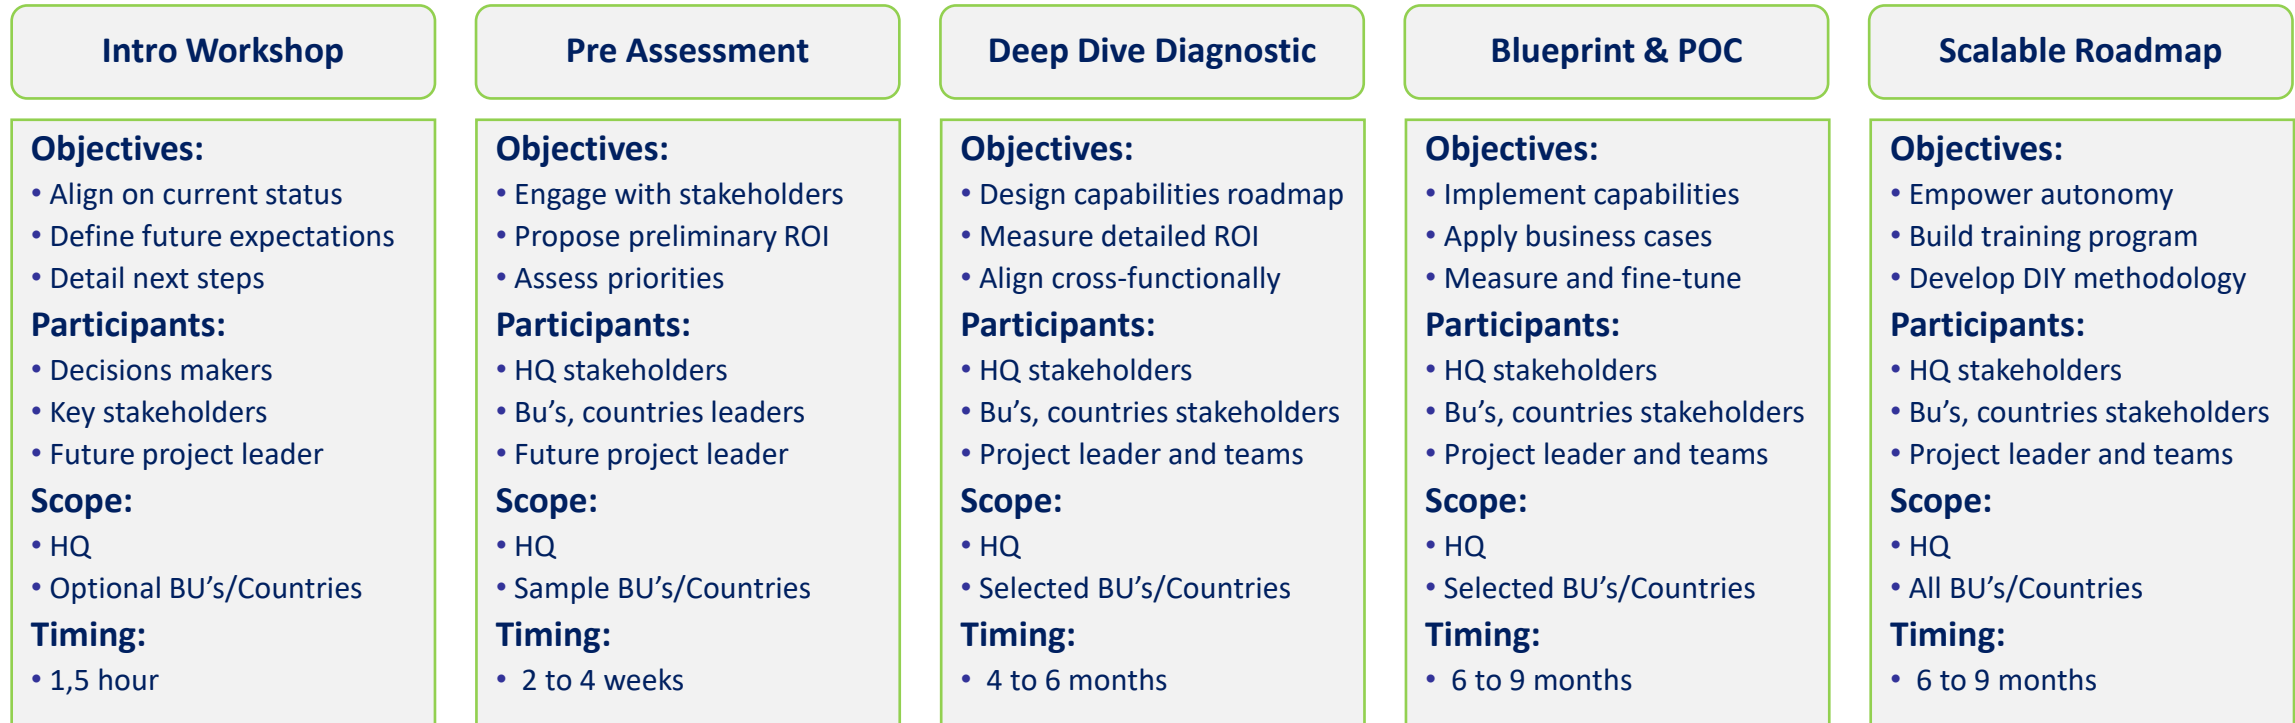 Intro Workshop
Objectives:
• Align on current status
• Define future expectations
• Detail next steps
Participants:
• Decisions makers
• Key stakeholders
• Future project leader
Scope:
• HQ
• Optional BU’s/Countries
Timing:
• 1,5 hour
Pre Assessment
Objectives:
• Engage with stakeholders
• Propose preliminary ROI
• Assess priorities
Participants:
• HQ stakeholders
• Bu’s, countries leaders
• Future project leader
Scope:
• HQ
• Sample BU’s/Countries
Timing:
• 2 to 4 weeks
Deep Dive Diagnostic
Objectives:
• Design capabilities roadmap
• Measure detailed ROI
• Align cross-functionally
Participants:
• HQ stakeholders
• Bu’s, countries stakeholders
• Project leader and teams
Scope:
• HQ
• Selected BU’s/Countries
Timing:
• 4 to 6 months
Blueprint & POC
Objectives:
• Implement capabilities
• Apply business cases
• Measure and fine-tune
Participants:
• HQ stakeholders
• Bu’s, countries stakeholders
• Project leader and teams
Scope:
• HQ
• Selected BU’s/Countries
Timing:
• 6 to 9 months
Scalable Roadmap
Objectives:
• Empower autonomy
• Build training program
• Develop DIY methodology
Participants:
• HQ stakeholders
• Bu’s, countries stakeholders
• Project leader and teams
Scope:
• HQ
• All BU’s/Countries
Timing:
• 6 to 9 months